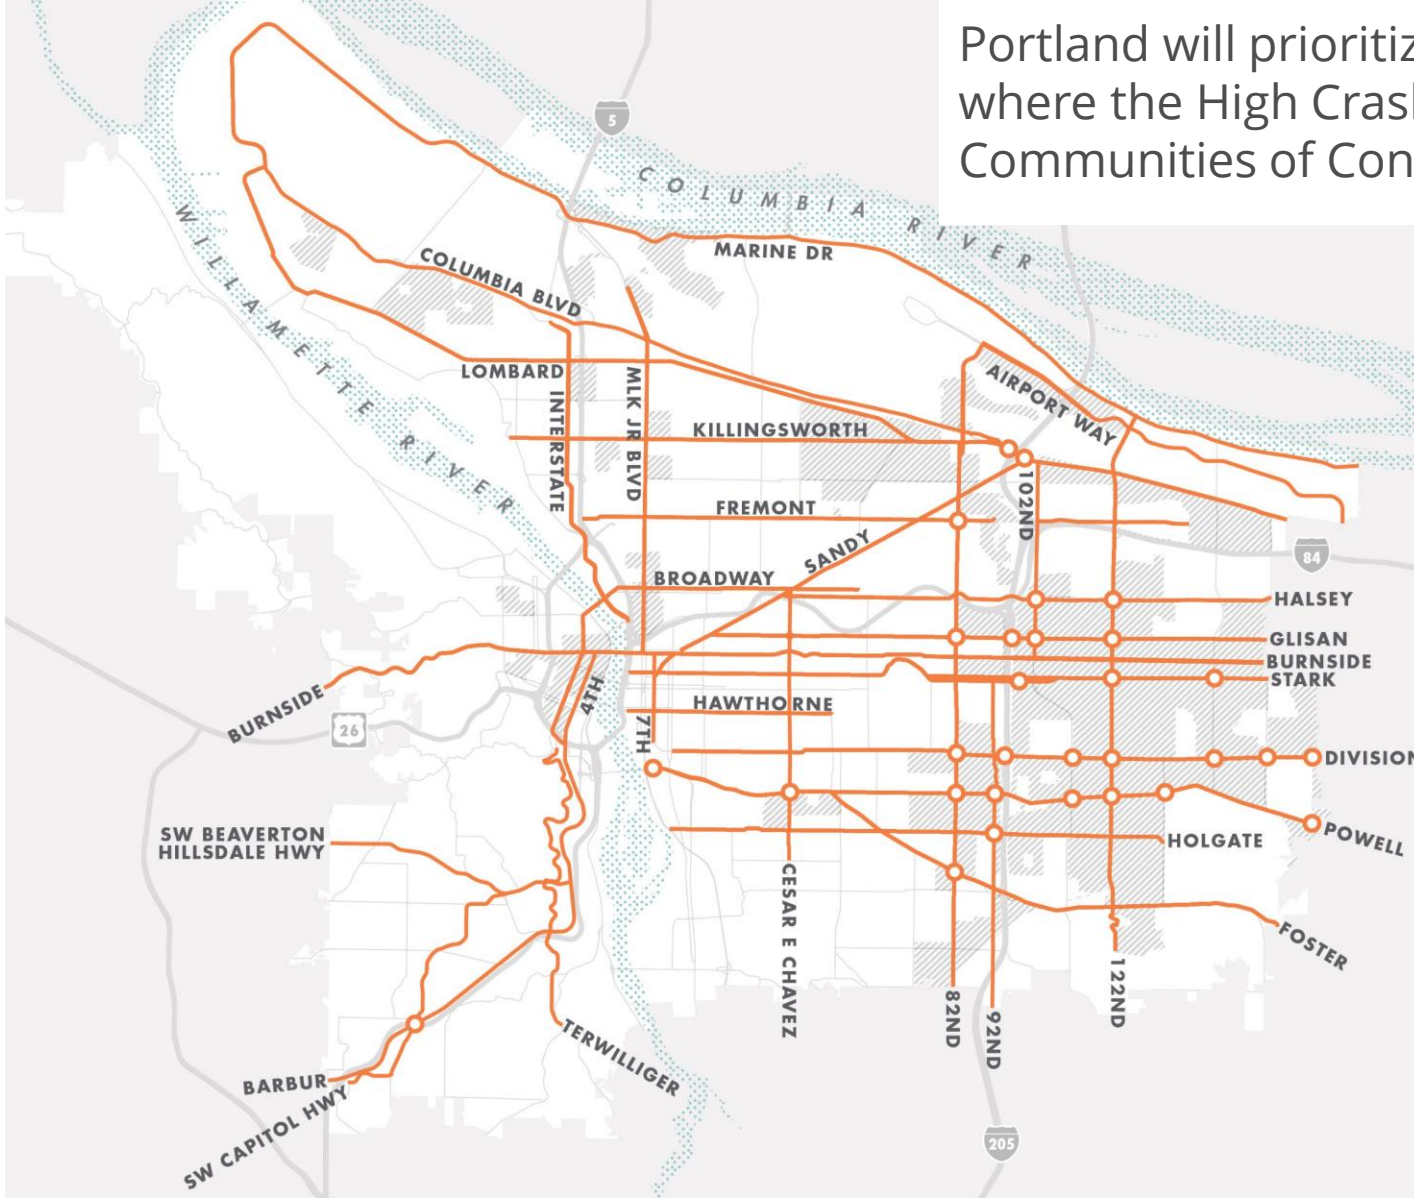 Portland will prioritiz
where the High Cras
Communities of Con
5
COLUMBIA RIVER
WILLAMETTE RIVER
MARINE DR
COLUMBIA BLVD
LOMBARD
INTERSTATE
MLK JR BLVD
AIRPORT WAY
KILLINGSWORTH
102ND
FREMONT
SANDY
84
BROADWAY
HALSEY
GLISAN
BURNSIDE
STARK
BURNSIDE
26
4TH
7TH
HAWTHORNE
DIVISION
SW BEAVERTON
HILLSDALE HWY
POWELL
HOLGATE
CESAR E CHAVEZ
FOSTER
82ND
92ND
122ND
TERWILLIGER
BARBUR
SW CAPITOL HWY
205